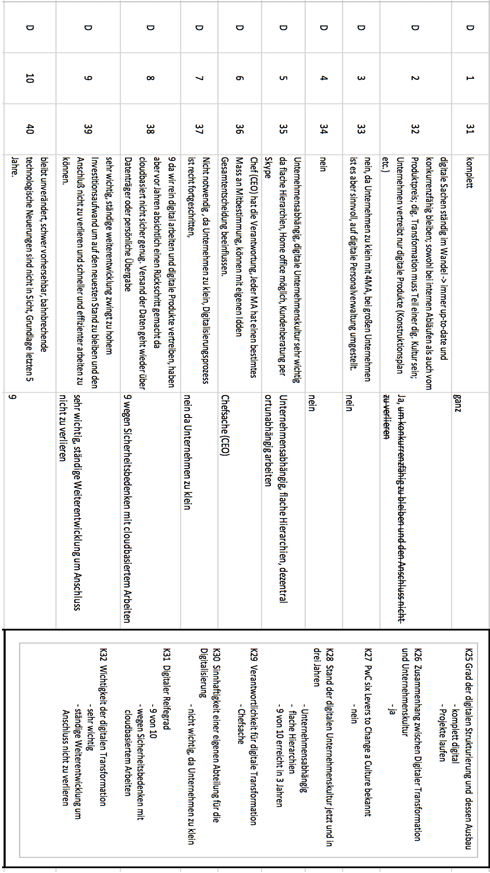 D 1 31 komplett ganz
D 2 32 digitale Sachen ständig im Wandel -> immer up-to-date und
konkurrenzfähig bleiben; sowohl bei internen Abläufen als auch vom
Produktpreis; dig. Transformation muss Teil einer dig. Kultur sein;
Unternehmen vertreibt nur digitale Produkte (Konstruktionsplan
etc.)
Ja, um konkurrenzfähig zu bleiben und den Anschluss nicht
zu verlieren
D 3 33 nein, da Unternehmen zu klein mit 4MA, bei großen Unternehmen
ist es aber sinnvoll, auf digitale Personalverwaltung umgestellt.
nein
D 4 34 nein nein
D 5 35 Unternehmensabhängig, digitale Unternehmenskultur sehr wichtig
da flache Hierarchien, Home office möglich, Kundenberatung per
Skype
Unternehmensabhängig, flache Hierarchien, dezentral
ortunabhängig arbeiten
D 6 36 Chef (CEO) hat die Verantwortung, jeder MA hat einen bestimtes
Mass an Mitbestimmung, können mit eigenen Idden
Gesamtentscheidung beeinflussen.
Chefsache (CEO)
D 7 37 Nicht notwendig, da Unternehmen zu klein, Digitalisierungsprozess
ist recht fortgeschritten,
nein da Unternehmen zu klein
D 8 38 9 da wir rein digital arbeiten und digitale Produkte vertreiben, haben
aber vor Jahren absichtlich einen Rückschritt gemacht da
cloudbasiert nicht sicher genug, Versand der Daten geht wieder über
Datenträger oder persönliche Übergabe
9 wegen Sicherheitsbedenken mit cloudbasiertem Arbeiten
D 9 39 sehr wichtig, ständige weiterentwicklung zwingt zu hohem
Investitionsaufwand um auf den neuesten Stand zu bleiben und den
Anschluß nicht zu verlieren und schneller und effizienter arbeiten zu
können.
sehr wichtig, ständige Weiterentwicklung um Anschluss
nicht zu verlieren
D 10 40 bleibt unverändert, schwer vorhersehbar, bahnbrechende
technologische Neuerungen sind nicht in Sicht, Grundlage letzten 5
Jahre.
9
K25 Grad der digitalen Strukturierung und dessen Ausbau
- komplett digital
- Projekte laufen
K26 Zusammenhang zwischen Digitaler Transformation
und Unternehmenskultur
- ja
K27 PwC six Levers to Change a Culture bekannt
- nein
K28 Stand der digitalen Unternehmenskultur jetzt und in
drei Jahren
- Unternehmensabhängig
- flache Hierarchien
- 9 von 10 erreicht in 3 Jahren
K29 Verantwortlichkeit für digitale Transformation
- Chefsache
K30 Sinnhaftigkeit einer eigenen Abteilung für die
Digitalisierung
- nicht wichtig, da Unternehmen zu klein
K31 Digitaler Reifegrad
- 9 von 10
- wegen Sicherheitsbedenken mit
cloudbasiertem Arbeiten
K32 Wichtigkeit der digitalen Transformation
- sehr wichtig
- ständige Weiterentwicklung um
Anschluss nicht zu verlieren